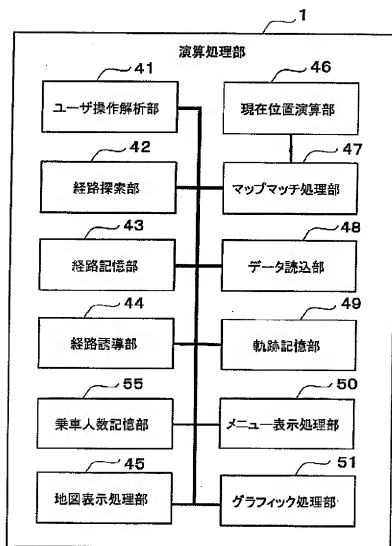 1
演算処理部
41
ユーザ操作解析部
46
現在位置演算部
42
経路探索部
47
マップマッチ処理部
43
経路記憶部
48
データ読込部
44
経路誘導部
49
軌跡記憶部
55
乗車人数記憶部
50
メニュー表示処理部
45
地図表示処理部
51
グラフィック処理部